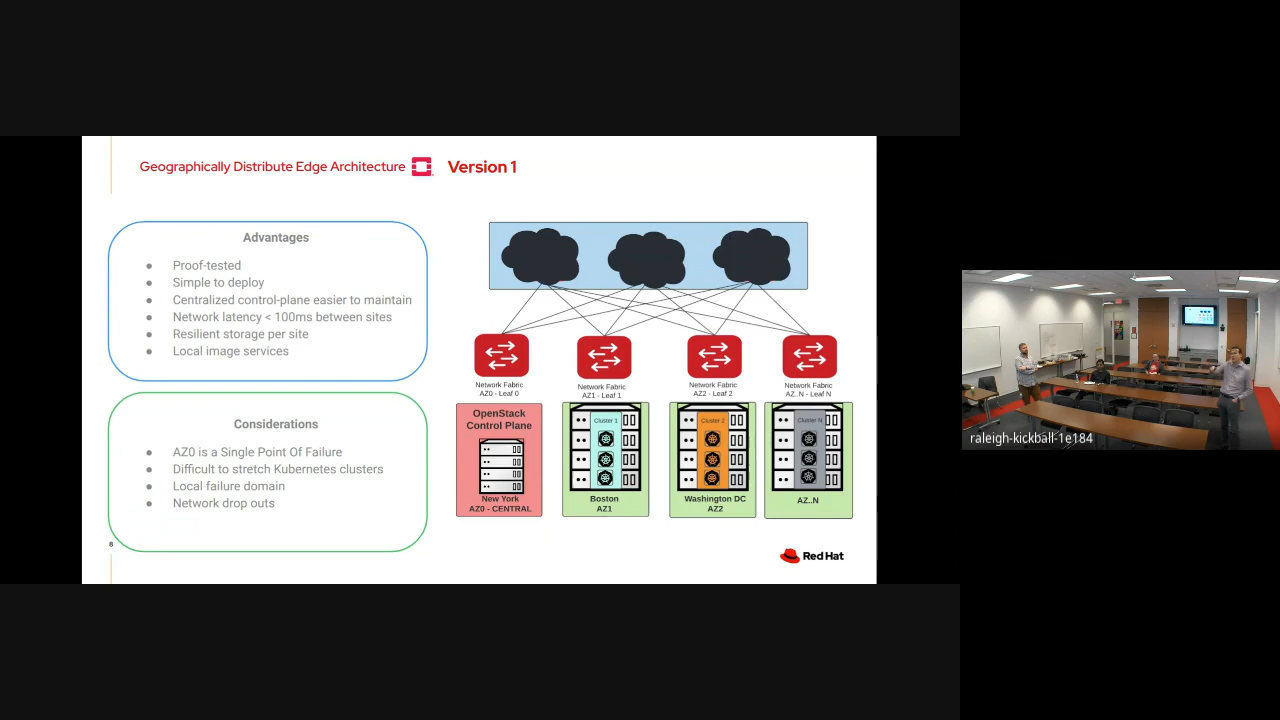 Geographically Distribute Edge Architecture Version 1
Advantages
● Proof-tested
● Simple to deploy
● Centralized control-plane easier to maintain
● Network latency < 100ms between sites
● Resilient storage per site
● Local image services
Considerations
● AZ0 is a Single Point Of Failure
● Difficult to stretch Kubernetes clusters
● Local failure domain
● Network drop outs
8
Network Fabric
AZ0 - Leaf 0
Network Fabric
AZ1 - Leaf 1
Network Fabric
AZ2 - Leaf 2
Network Fabric
AZ..N - Leaf N
OpenStack
Control Plane
New York
AZ0 - CENTRAL
Cluster 1
Boston
AZ1
Cluster 2
Washington DC
AZ2
Cluster N
AZ..N
Red Hat
raleigh-kickball-1e184